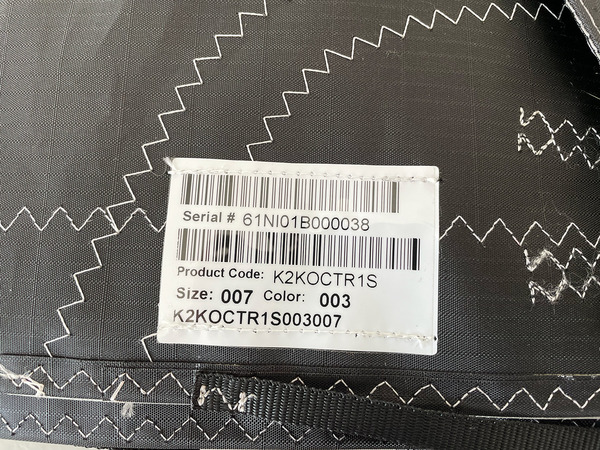 Serial # 61NI01B000038
Product Code: K2KOCTR1S
Size: 007 Color: 003
K2KOCTR1S003007